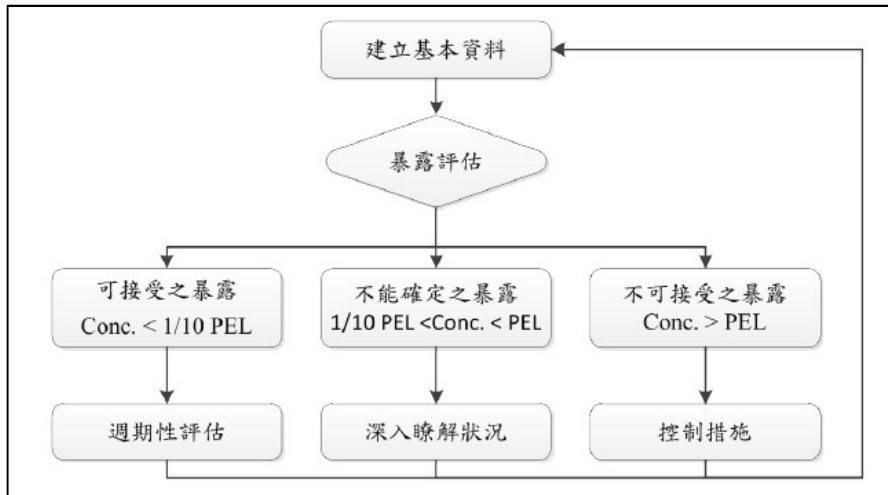 建立基本資料
暴露評估
可接受之暴露
Conc. < 1/10 PEL
不能確定之暴露
1/10 PEL <Conc. < PEL
不可接受之暴露
Conc. > PEL
週期性評估
深入瞭解狀況
控制措施